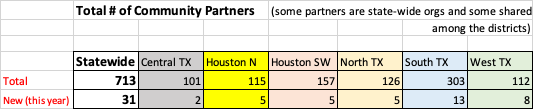 Total # of Community Partners (some partners are state-wide orgs and some shared
among the districts)
Statewide Central TX Houston N Houston SW North TX South TX West TX
Total 713 101 115 157 126 303 112
New (this year) 31 2 5 5 5 13 8